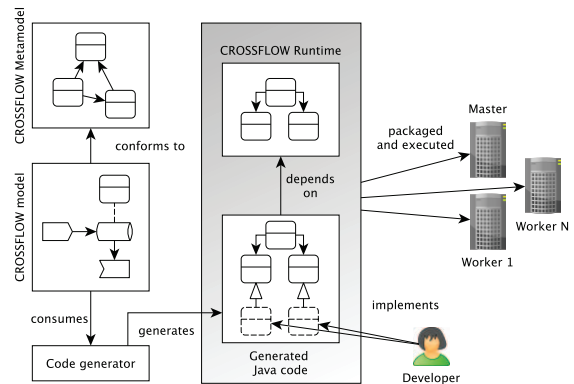 CROSSFLOW Metamodel
conforms to
CROSSFLOW model
consumes
Code generator
generates
CROSSFLOW Runtime
depends
on
Generated
Java code
packaged
and executed
Master
Worker N
Worker 1
implements
Developer